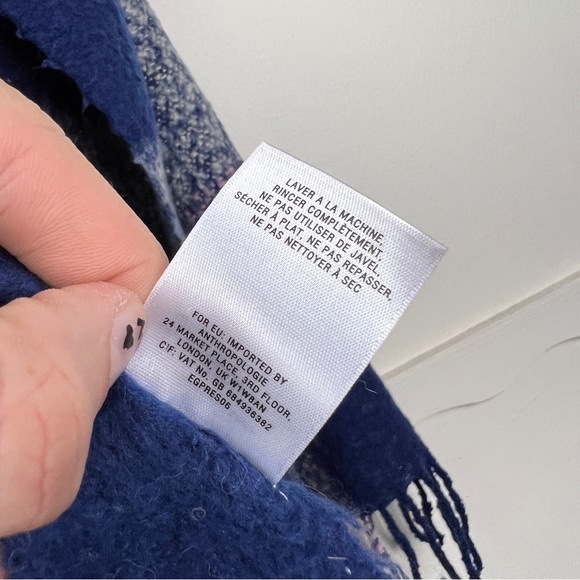 LAVER A LA MACHINE.
RINCER COMPLÈTEMENT.
NE PAS UTILISER DE JAVEL.
SÉCHER À PLAT. NE PAS REPASSER.
NE PAS NETTOYER À SEC
FOR EU: IMPORTED BY
ANTHROPOLOGIE
24 MARKET PLACE, 3RD FLOOR,
LONDON, UK W1W8AN
C'F: VAT No. GB 684936382
EGPRES06